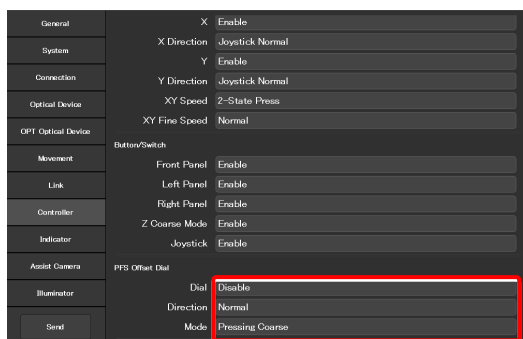 General
System
Connection
Optical Device
OPT Optical Device
Movement
Link
Controller
Indicator
Assist Camera
Illuminator
Send
X Enable
X Direction Joystick Normal
Y Enable
Y Direction Joystick Normal
XY Speed 2-State Press
XY Fine Speed Normal
Button/Switch
Front Panel Enable
Left Panel Enable
Right Panel Enable
Z Coarse Mode Enable
Joystick Enable
PFS Offset Dial
Dial Disable
Direction Normal
Mode Pressing Coarse